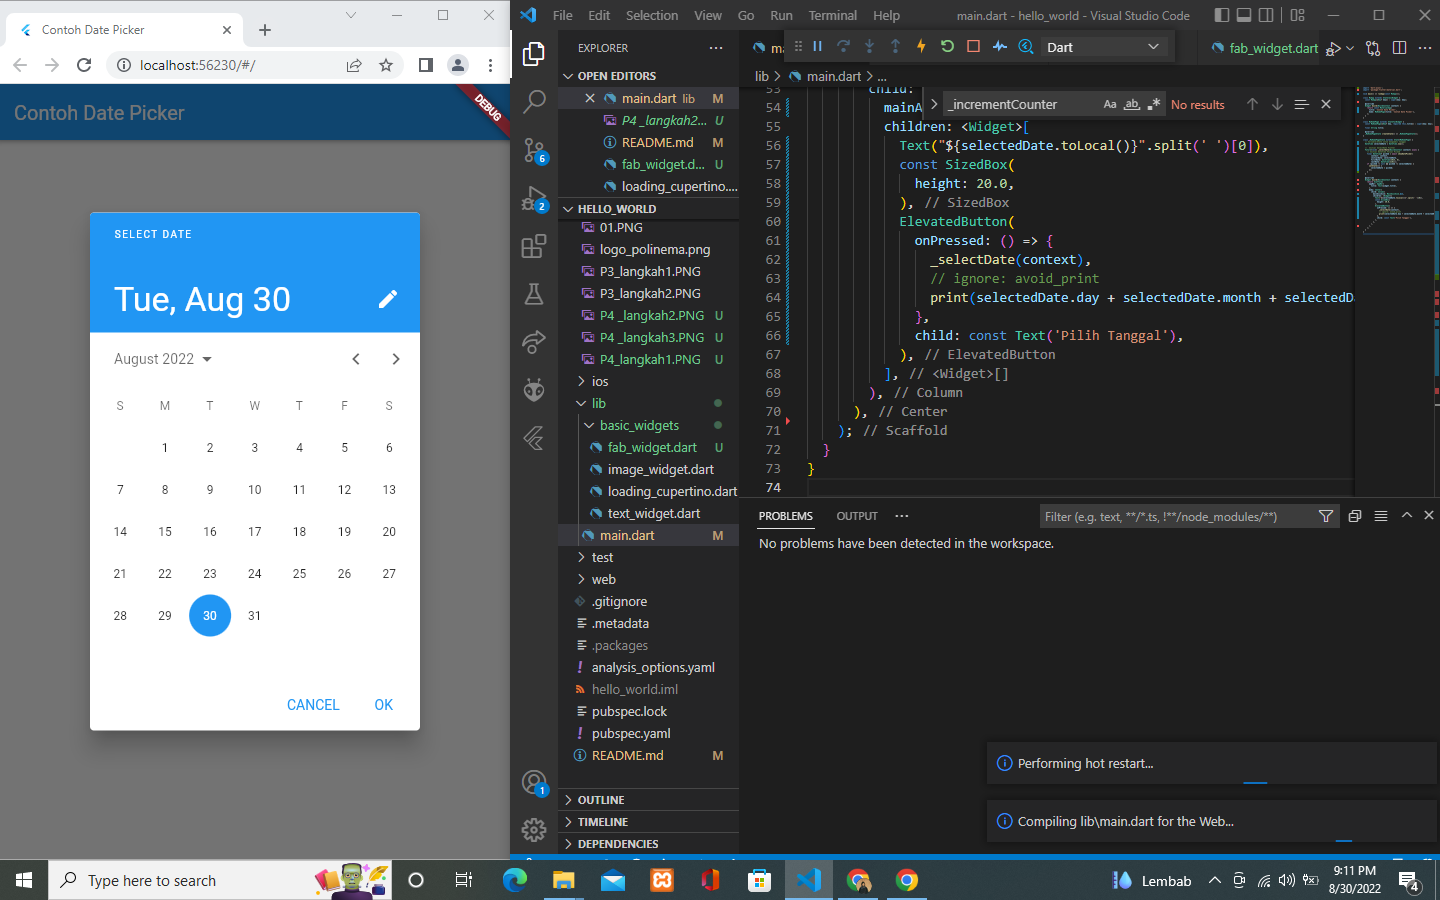 Contoh Date Picker
localhost:56230/#/
Contoh Date Picker
DEBUG
SELECT DATE
Tue, Aug 30
August 2022
S M T W T F S
1 2 3 4 5 6
7 8 9 10 11 12 13
14 15 16 17 18 19 20
21 22 23 24 25 26 27
28 29 30 31
CANCEL OK
File Edit Selection View Go Run Terminal Help
main.dart - hello_world - Visual Studio Code
EXPLORER
OPEN EDITORS
main.dart lib M
P4 _langkah2... U
README.md M
fab_widget.d... U
loading_cupertino....
HELLO_WORLD
01.PNG
logo_polinema.png
P3_langkah1.PNG
P3_langkah2.PNG
P4 _langkah2.PNG U
P4 _langkah3.PNG U
P4_langkah1.PNG U
ios
lib
basic_widgets
fab_widget.dart U
image_widget.dart
loading_cupertino.dart
text_widget.dart
main.dart M
test
web
.gitignore
.metadata
.packages
analysis_options.yaml
hello_world.iml
pubspec.lock
pubspec.yaml
README.md M
OUTLINE
TIMELINE
DEPENDENCIES
6
2
1
Dart
fab_widget.dart
lib > main.dart > ...
_incrementCounter
Aa ab
No results
53 child:
54 mainA
55 children: <Widget>[
56 Text("${selectedDate.toLocal()}".split(' ')[0]),
57 const SizedBox(
58 height: 20.0,
59 ), // SizedBox
60 ElevatedButton(
61 onPressed: () => {
62 _selectDate(context),
63 // ignore: avoid_print
64 print(selectedDate.day + selectedDate.month + selectedD
65 },
66 child: const Text('Pilih Tanggal'),
67 ), // ElevatedButton
68 ], // <Widget>[]
69 ), // Column
70 ), // Center
71 ); // Scaffold
72 }
73 }
74
PROBLEMS OUTPUT
Filter (e.g. text, **/*.ts, !**/node_modules/**)
No problems have been detected in the workspace.
Performing hot restart...
Compiling lib\main.dart for the Web...
Type here to search
Lembab
9:11 PM
8/30/2022
4